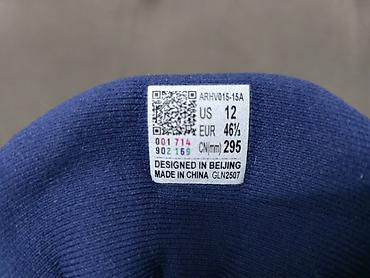 ARHV015-15A
US 12
EUR 46⅔
CN(mm) 295
001 714
902 169
DESIGNED IN BEIJING
MADE IN CHINA GLN2507